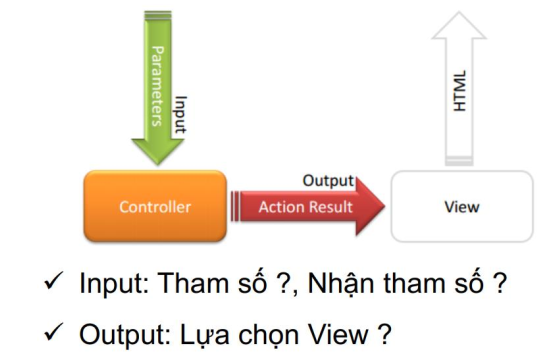 Parameters
Input
HTML
Output
Controller
Action Result
View
✓ Input: Tham số ?, Nhận tham số ?
✓ Output: Lựa chọn View ?